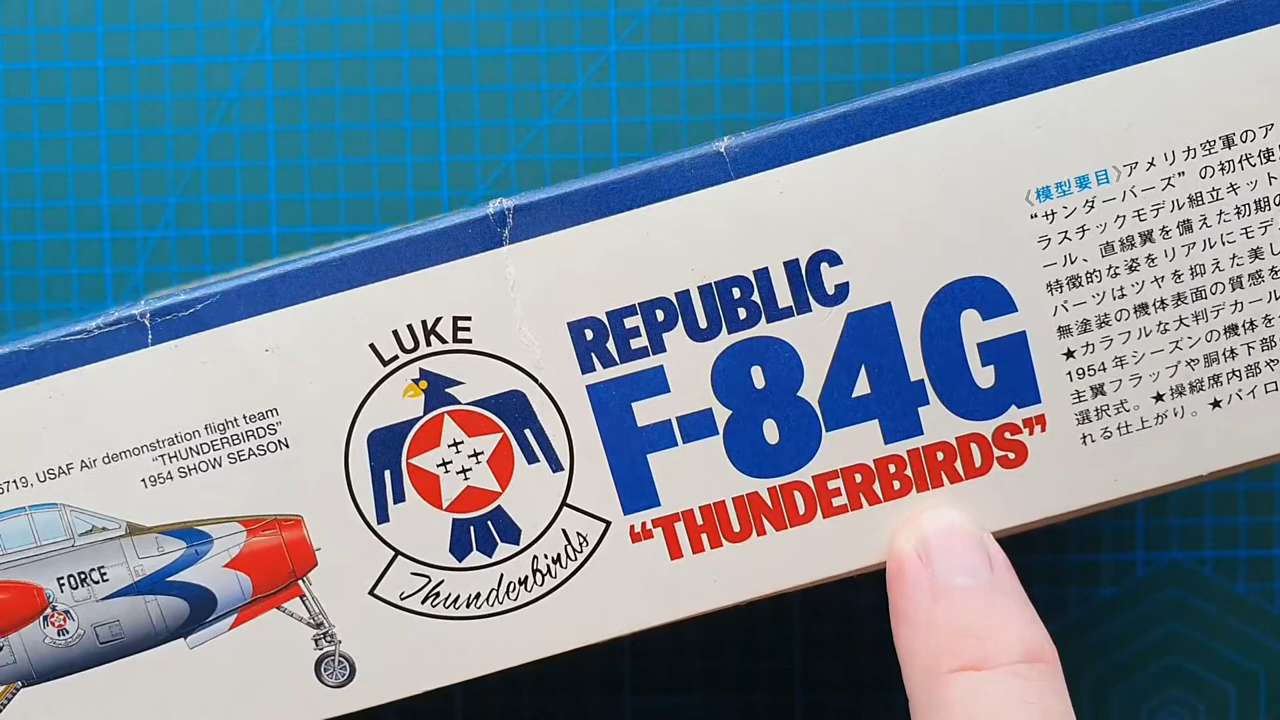 6719, USAF Air demonstration flight team
"THUNDERBIRDS"
1954 SHOW SEASON
FORCE
LUKE
Thunderbirds
REPUBLIC
F-84G
"THUNDERBIRDS"
《模型要目》アメリカ空軍のア
"サンダーバーズ"の初代使
ラスチックモデル組立キット
ール、直線翼を備えた初期の
特徴的な姿をリアルにモデ
パーツはツヤを抑えた美し
無塗装の機体表面の質感を
★カラフルな大判デカール
1954年シーズンの機体を
主翼フラップや胴体下部
選択式。★操縦席内部や
れる仕上がり。★パイロ